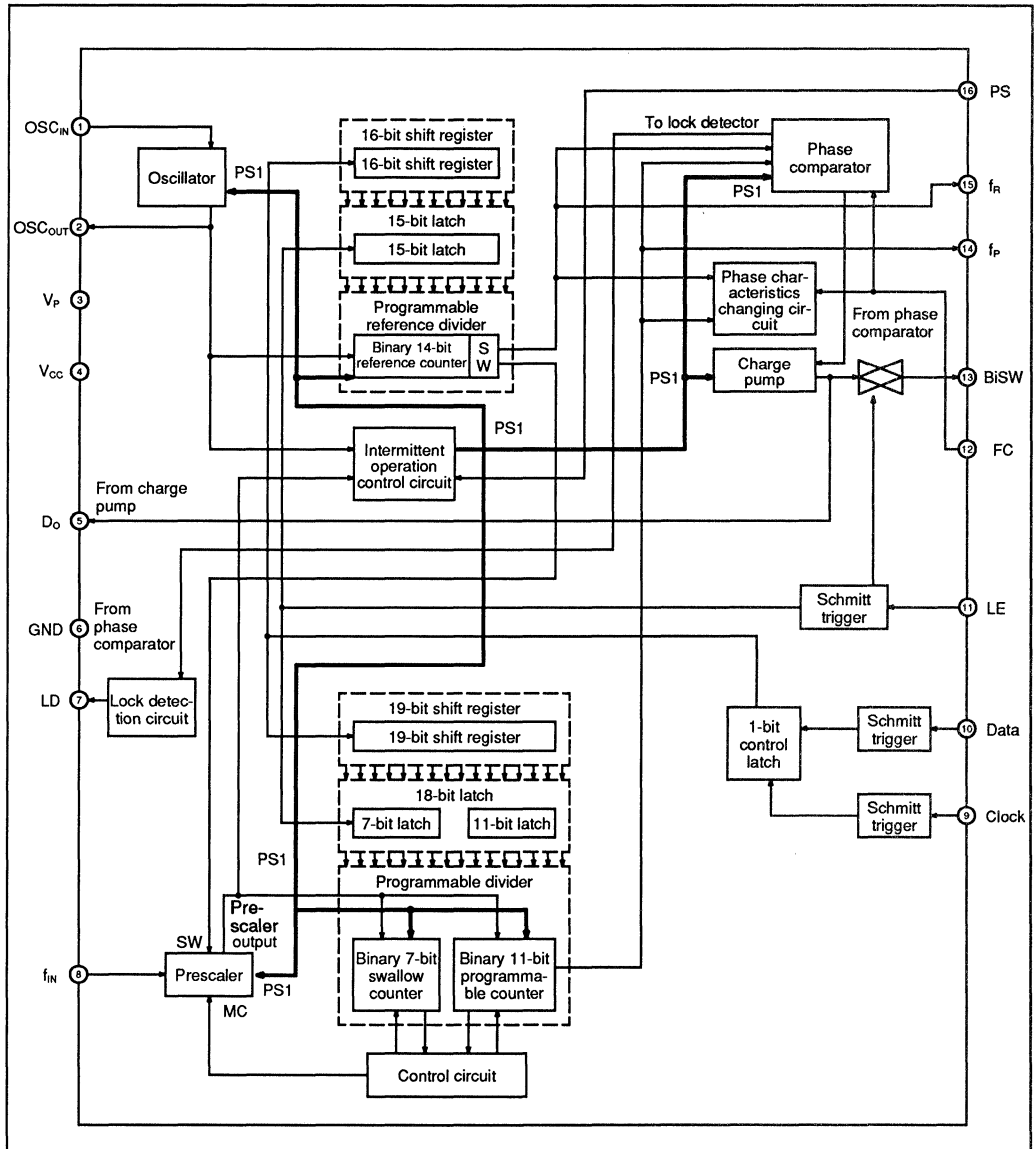 16
PS
To lock detector
OSCIN
1
16-bit shift register
16-bit shift register
Phase
comparator
Oscillator
PS1
PS1
15
fR
15-bit latch
15-bit latch
OSCOUT
2
14
fP
VP
3
Phase char-
acteristics
changing cir-
cuit
From phase
comparator
Programmable
reference divider
Binary 14-bit
reference counter
S
W
VCC
4
PS1
Charge
pump
13
BiSW
PS1
Intermittent
operation
control circuit
12
FC
From charge
pump
DO
5
Schmitt
trigger
11
LE
GND
6
From
phase
comparator
LD
7
Lock detec-
tion circuit
19-bit shift register
19-bit shift register
1-bit
control
latch
Schmitt
trigger
10
Data
18-bit latch
7-bit latch
11-bit latch
Schmitt
trigger
9
Clock
PS1
Programmable divider
Pre-
scaler
output
SW
fIN
8
Prescaler
PS1
MC
Binary 7-bit
swallow
counter
Binary 11-bit
programma-
ble counter
Control circuit